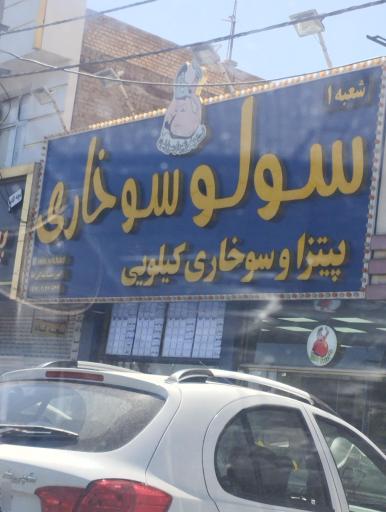 شعبه ۱
سولو سوخاری
پیتزا و سوخاری کیلویی